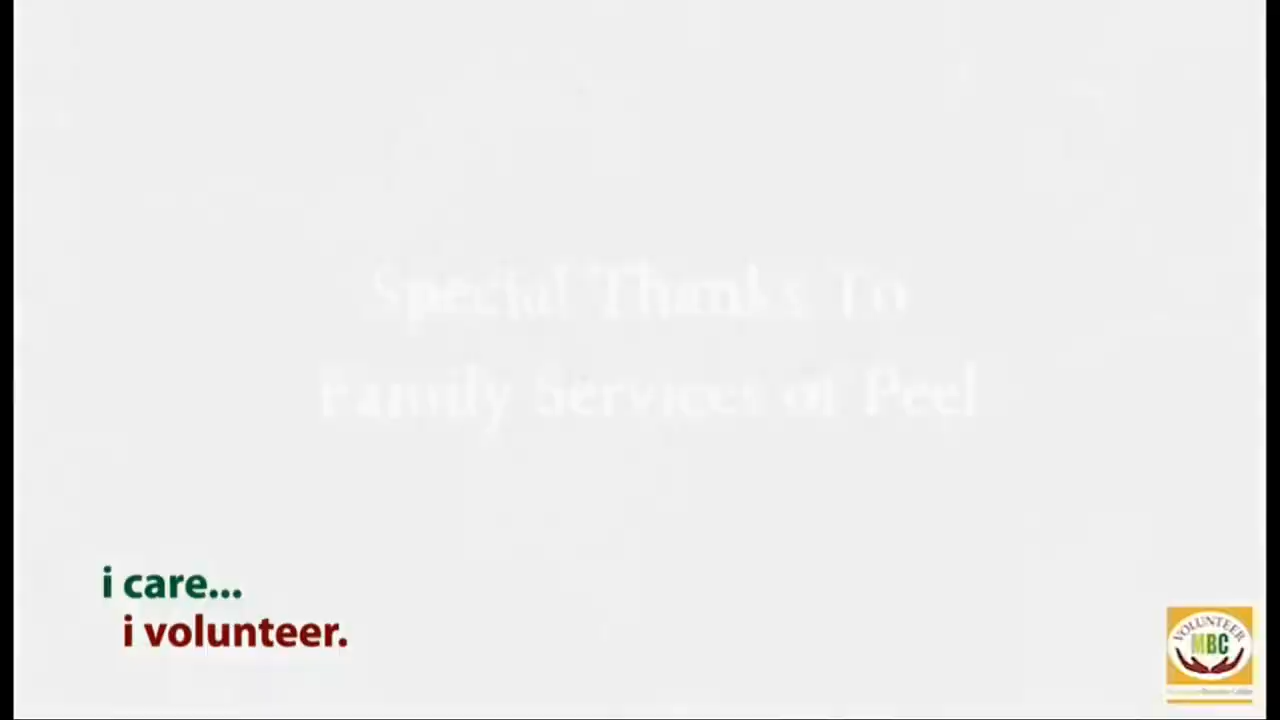 Special Thanks To
Family Services of Peel
i care...
i volunteer.
VOLUNTEER
MBC